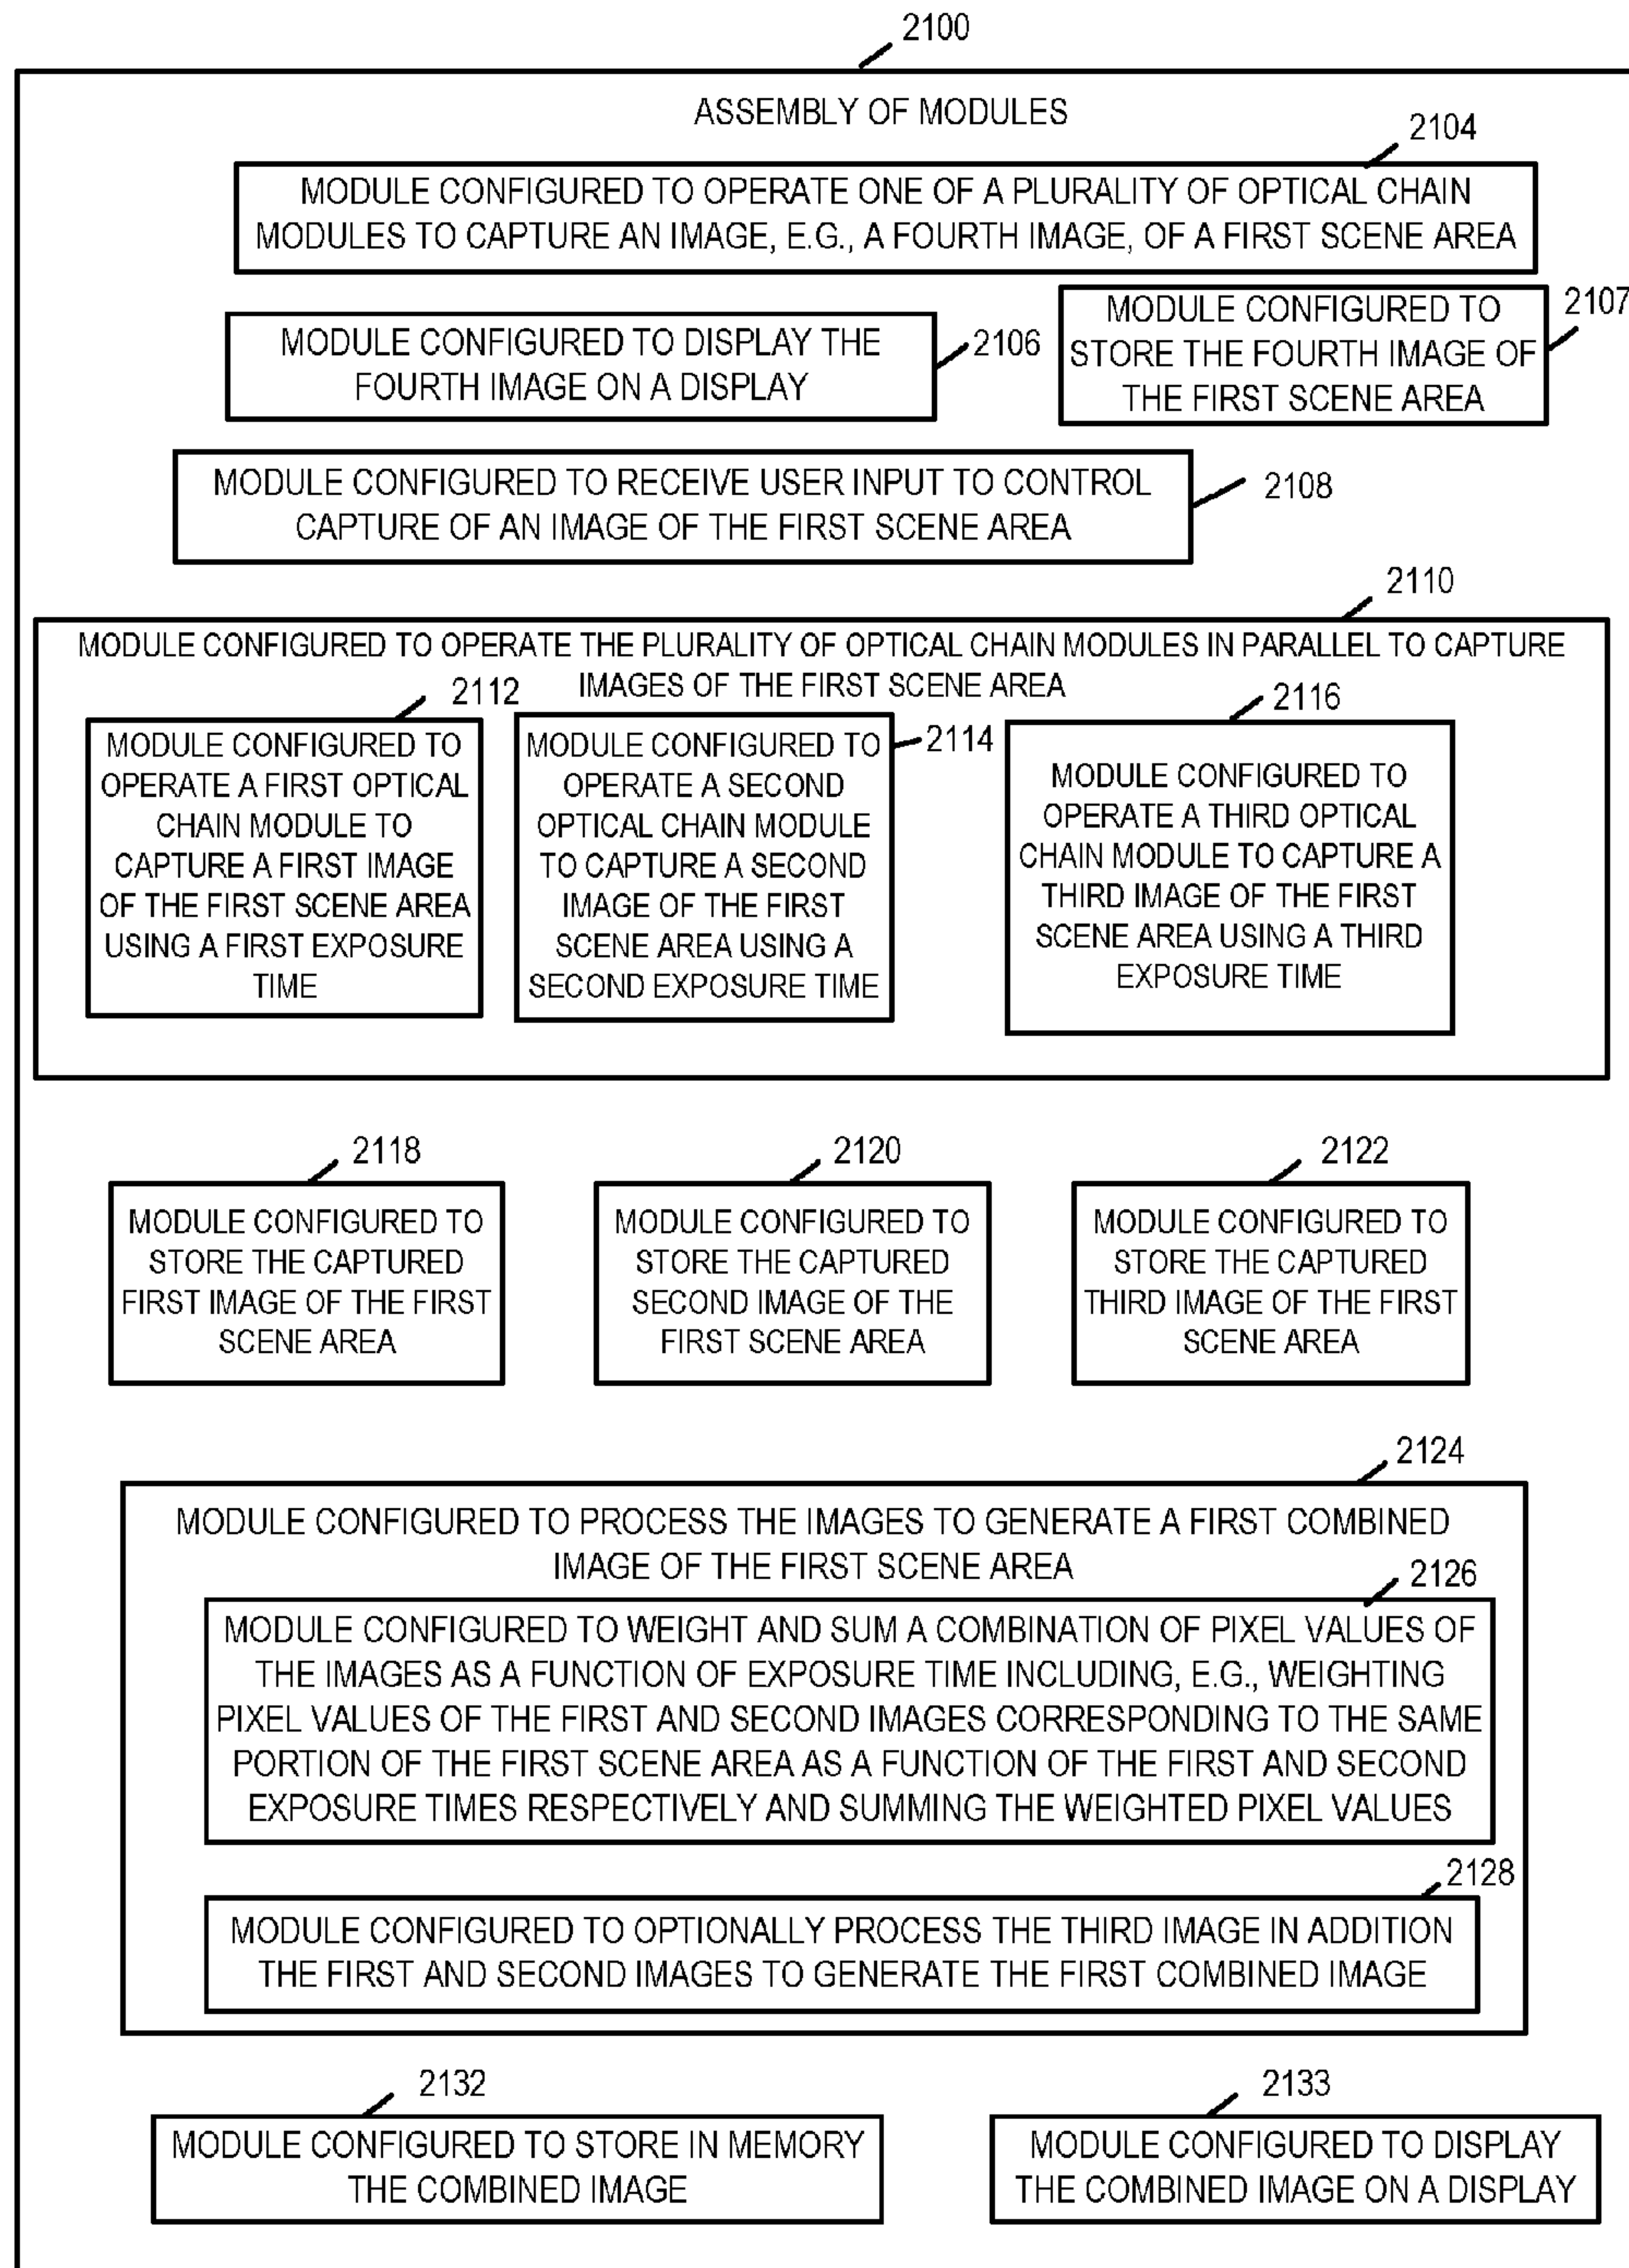 2100
ASSEMBLY OF MODULES
2104
MODULE CONFIGURED TO OPERATE ONE OF A PLURALITY OF OPTICAL CHAIN
MODULES TO CAPTURE AN IMAGE, E.G., A FOURTH IMAGE, OF A FIRST SCENE AREA
MODULE CONFIGURED TO DISPLAY THE
FOURTH IMAGE ON A DISPLAY
2106
MODULE CONFIGURED TO
STORE THE FOURTH IMAGE OF
THE FIRST SCENE AREA
2107
MODULE CONFIGURED TO RECEIVE USER INPUT TO CONTROL
CAPTURE OF AN IMAGE OF THE FIRST SCENE AREA
2108
2110
MODULE CONFIGURED TO OPERATE THE PLURALITY OF OPTICAL CHAIN MODULES IN PARALLEL TO CAPTURE
IMAGES OF THE FIRST SCENE AREA
2112
MODULE CONFIGURED TO
OPERATE A FIRST OPTICAL
CHAIN MODULE TO
CAPTURE A FIRST IMAGE
OF THE FIRST SCENE AREA
USING A FIRST EXPOSURE
TIME
2114
MODULE CONFIGURED TO
OPERATE A SECOND
OPTICAL CHAIN MODULE
TO CAPTURE A SECOND
IMAGE OF THE FIRST
SCENE AREA USING A
SECOND EXPOSURE TIME
2116
MODULE CONFIGURED TO
OPERATE A THIRD OPTICAL
CHAIN MODULE TO CAPTURE A
THIRD IMAGE OF THE FIRST
SCENE AREA USING A THIRD
EXPOSURE TIME
2118
MODULE CONFIGURED TO
STORE THE CAPTURED
FIRST IMAGE OF THE FIRST
SCENE AREA
2120
MODULE CONFIGURED TO
STORE THE CAPTURED
SECOND IMAGE OF THE
FIRST SCENE AREA
2122
MODULE CONFIGURED TO
STORE THE CAPTURED
THIRD IMAGE OF THE FIRST
SCENE AREA
2124
MODULE CONFIGURED TO PROCESS THE IMAGES TO GENERATE A FIRST COMBINED
IMAGE OF THE FIRST SCENE AREA
2126
MODULE CONFIGURED TO WEIGHT AND SUM A COMBINATION OF PIXEL VALUES OF
THE IMAGES AS A FUNCTION OF EXPOSURE TIME INCLUDING, E.G., WEIGHTING
PIXEL VALUES OF THE FIRST AND SECOND IMAGES CORRESPONDING TO THE SAME
PORTION OF THE FIRST SCENE AREA AS A FUNCTION OF THE FIRST AND SECOND
EXPOSURE TIMES RESPECTIVELY AND SUMMING THE WEIGHTED PIXEL VALUES
2128
MODULE CONFIGURED TO OPTIONALLY PROCESS THE THIRD IMAGE IN ADDITION
THE FIRST AND SECOND IMAGES TO GENERATE THE FIRST COMBINED IMAGE
2132
MODULE CONFIGURED TO STORE IN MEMORY
THE COMBINED IMAGE
2133
MODULE CONFIGURED TO DISPLAY
THE COMBINED IMAGE ON A DISPLAY